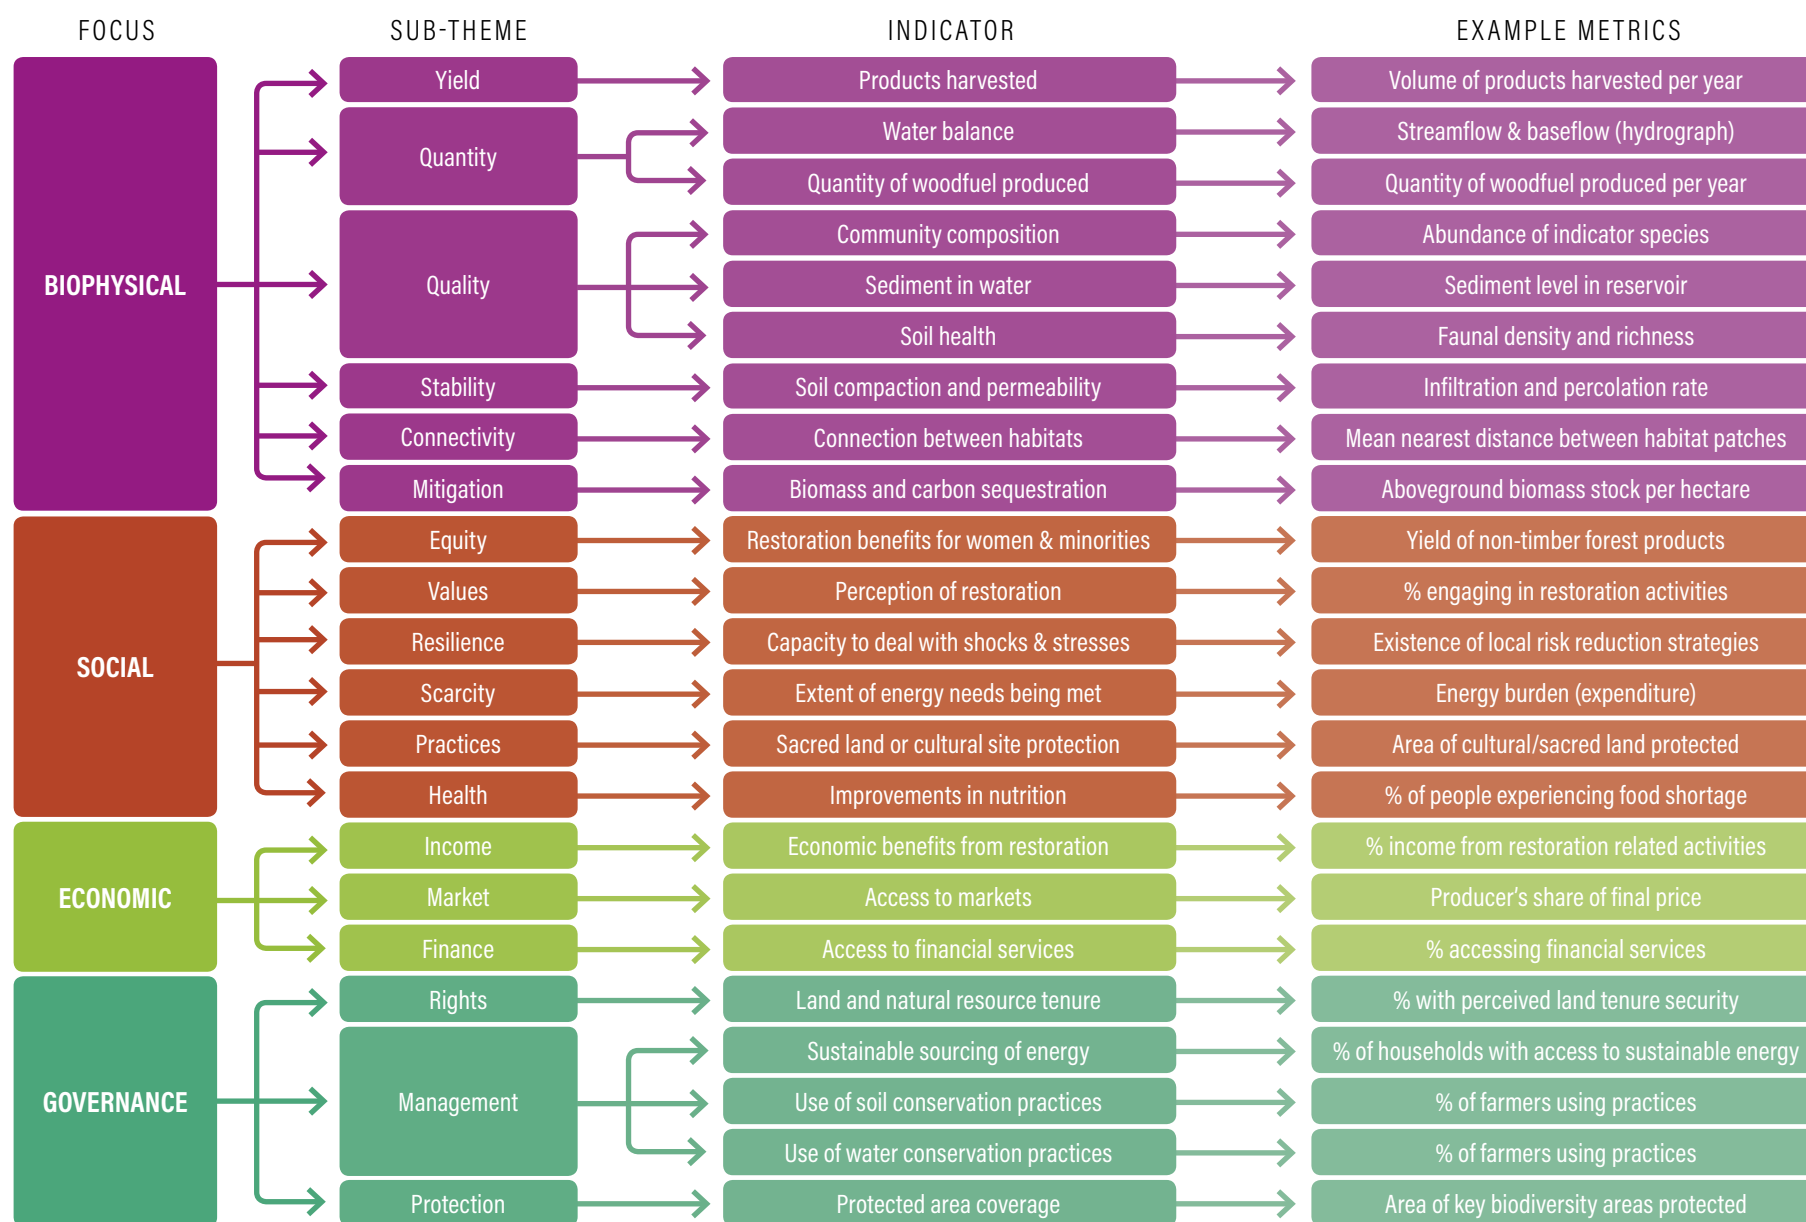 FOCUS SUB-THEME INDICATOR EXAMPLE METRICS
BIOPHYSICAL
Yield Products harvested Volume of products harvested per year
Quantity Water balance Streamflow & baseflow (hydrograph)
Quantity of woodfuel produced Quantity of woodfuel produced per year
Quality Community composition Abundance of indicator species
Sediment in water Sediment level in reservoir
Soil health Faunal density and richness
Stability Soil compaction and permeability Infiltration and percolation rate
Connectivity Connection between habitats Mean nearest distance between habitat patches
Mitigation Biomass and carbon sequestration Aboveground biomass stock per hectare
SOCIAL
Equity Restoration benefits for women & minorities Yield of non-timber forest products
Values Perception of restoration % engaging in restoration activities
Resilience Capacity to deal with shocks & stresses Existence of local risk reduction strategies
Scarcity Extent of energy needs being met Energy burden (expenditure)
Practices Sacred land or cultural site protection Area of cultural/sacred land protected
Health Improvements in nutrition % of people experiencing food shortage
ECONOMIC
Income Economic benefits from restoration % income from restoration related activities
Market Access to markets Producer's share of final price
Finance Access to financial services % accessing financial services
GOVERNANCE
Rights Land and natural resource tenure % with perceived land tenure security
Management Sustainable sourcing of energy % of households with access to sustainable energy
Use of soil conservation practices % of farmers using practices
Use of water conservation practices % of farmers using practices
Protection Protected area coverage Area of key biodiversity areas protected